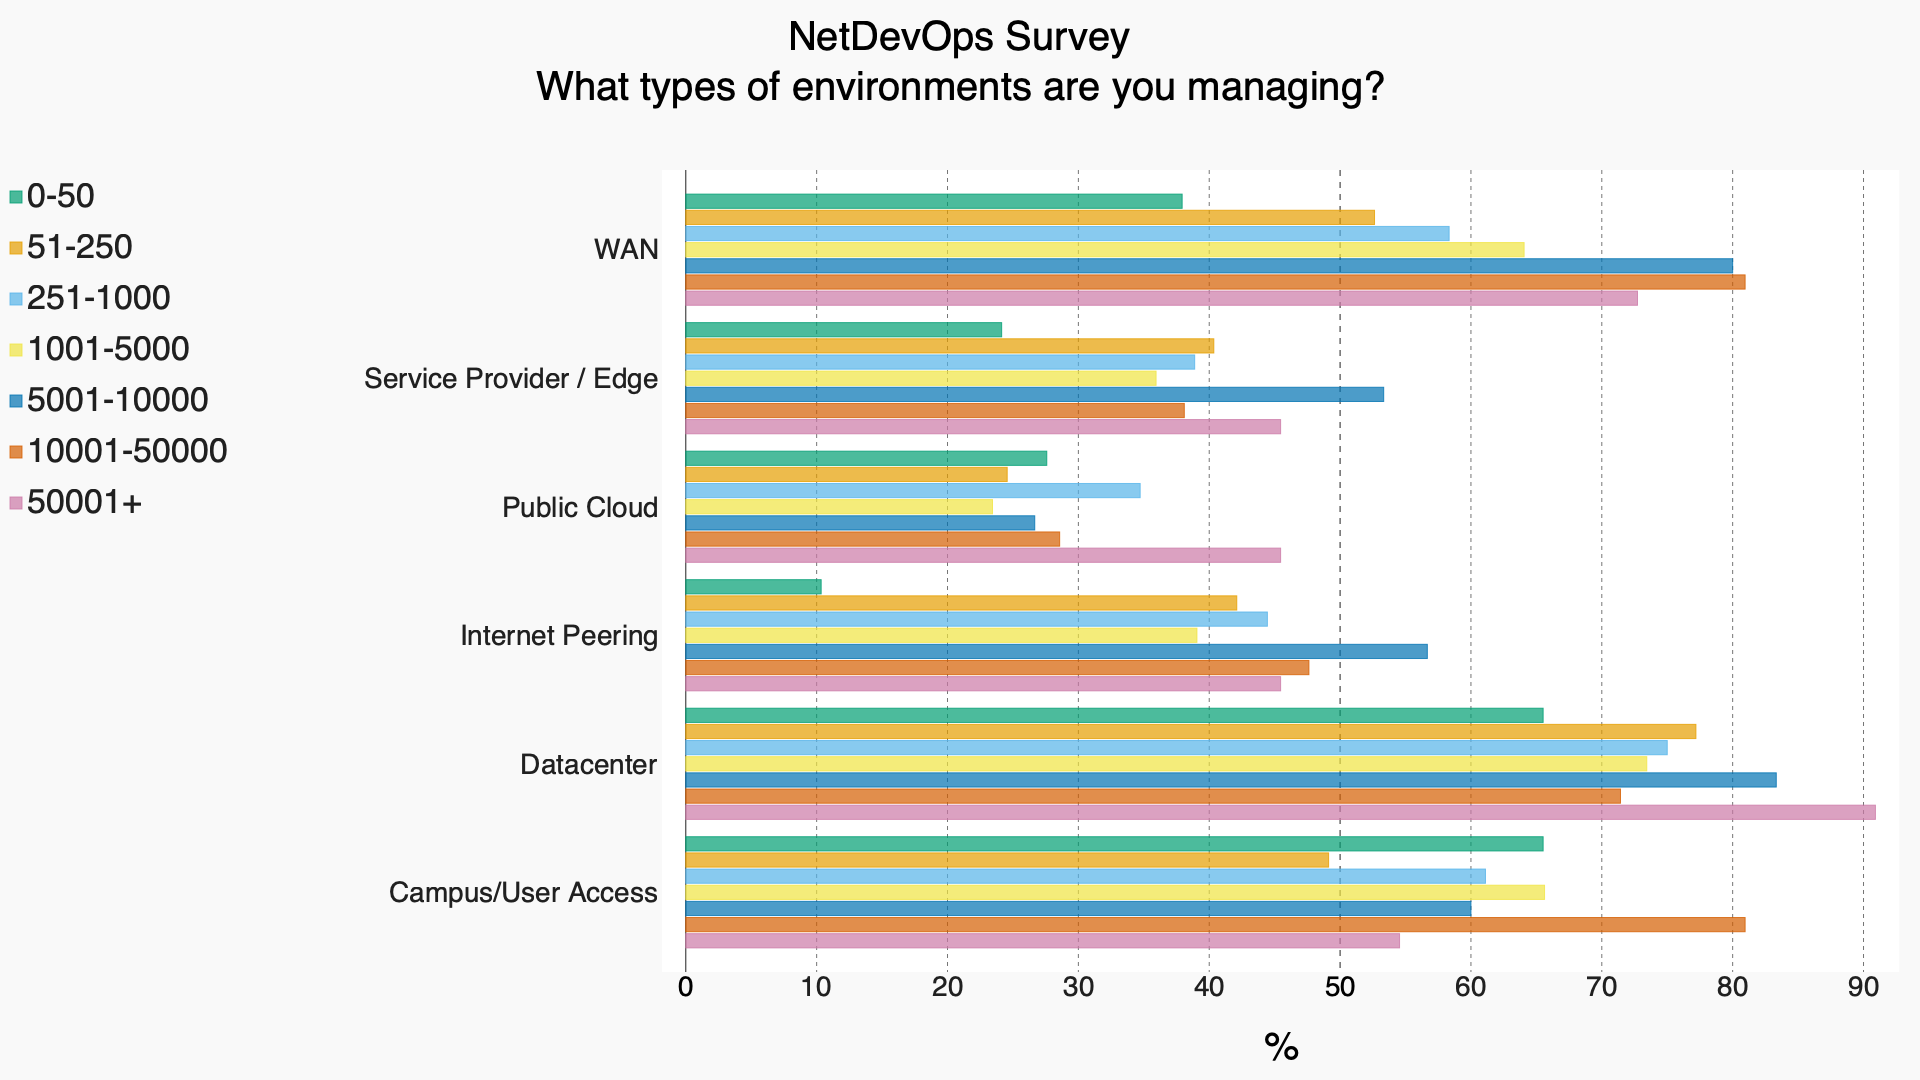 NetDevOps Survey
What types of environments are you managing?
0-50
51-250
251-1000
1001-5000
5001-10000
10001-50000
50001+
WAN
Service Provider / Edge
Public Cloud
Internet Peering
Datacenter
Campus/User Access
0 10 20 30 40 50 60 70 80 90
%